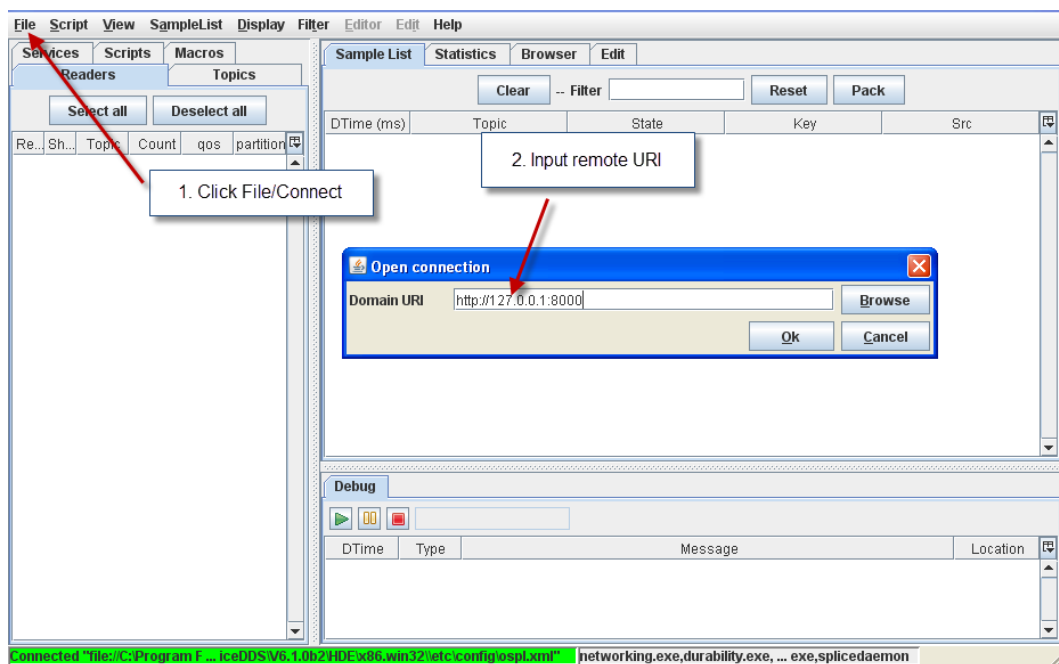 File Script View SampleList Display Filter Editor Edit Help
Services Scripts Macros
Readers Topics
Select all Deselect all
Re... Sh... Topic Count qos partition
Sample List Statistics Browser Edit
Clear -- Filter Reset Pack
DTime (ms) Topic State Key Src
1. Click File/Connect
2. Input remote URI
Open connection
Domain URI http://127.0.0.1:8000 Browse
Ok Cancel
Debug
DTime Type Message Location
Connected "file://C:\Program F ... iceDDS\V6.1.0b2\HDE\x86.win32\\etc\config\ospl.xml" networking.exe,durability.exe, ... exe,splicedaemon